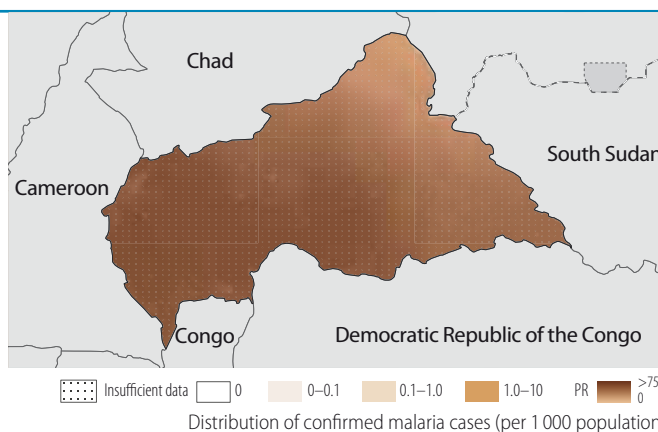 Chad
South Sudan
Cameroon
Congo
Democratic Republic of the Congo
Insufficient data 0 0–0.1 0.1–1.0 1.0–10 PR >75
0
Distribution of confirmed malaria cases (per 1 000 population